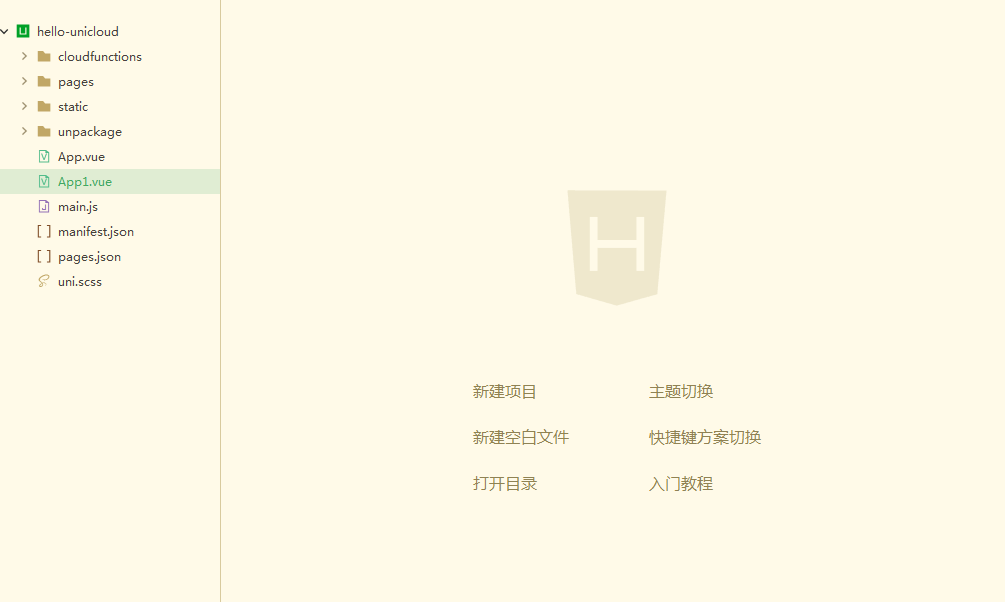 hello-unicloud
cloudfunctions
pages
static
unpackage
App.vue
App1.vue
main.js
manifest.json
pages.json
uni.scss
H
新建项目 主题切换
新建空白文件 快捷键方案切换
打开目录 入门教程